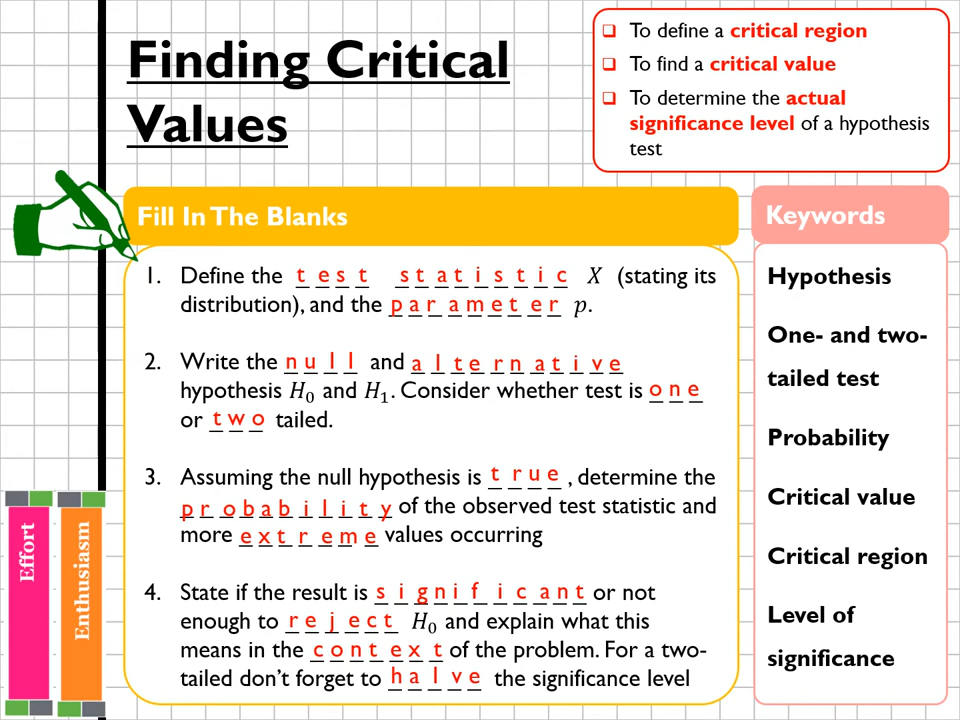 Finding Critical
Values
❑ To define a critical region
❑ To find a critical value
❑ To determine the actual
significance level of a hypothesis
test
Fill In The Blanks
1. Define the test statistic X (stating its
distribution), and the parameter p.
2. Write the null and alternative
hypothesis H₀ and H₁. Consider whether test is one
or two tailed.
3. Assuming the null hypothesis is true, determine the
probability of the observed test statistic and
more extreme values occurring
4. State if the result is significant or not
enough to reject H₀ and explain what this
means in the context of the problem. For a two-
tailed don't forget to halve the significance level
Keywords
Hypothesis
One- and two-
tailed test
Probability
Critical value
Critical region
Level of
significance
Effort
Enthusiasm